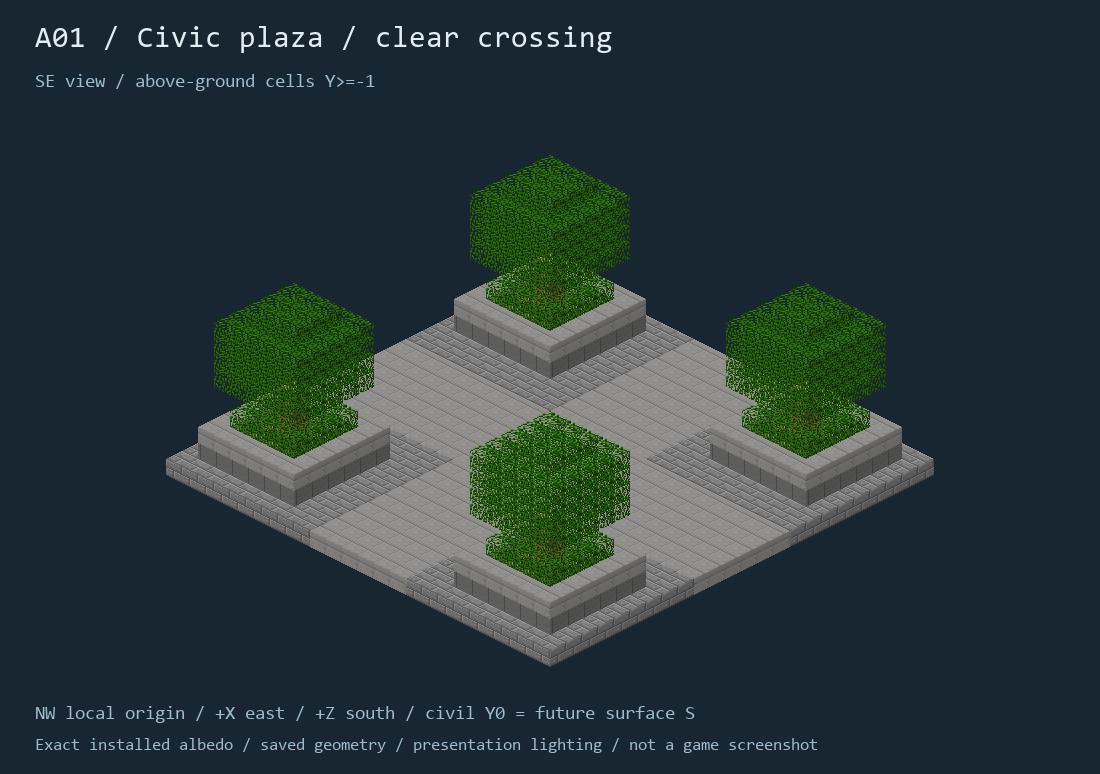 A01 / Civic plaza / clear crossing
SE view / above-ground cells Y>=-1
NW local origin / +X east / +Z south / civil Y0 = future surface S
Exact installed albedo / saved geometry / presentation lighting / not a game screenshot